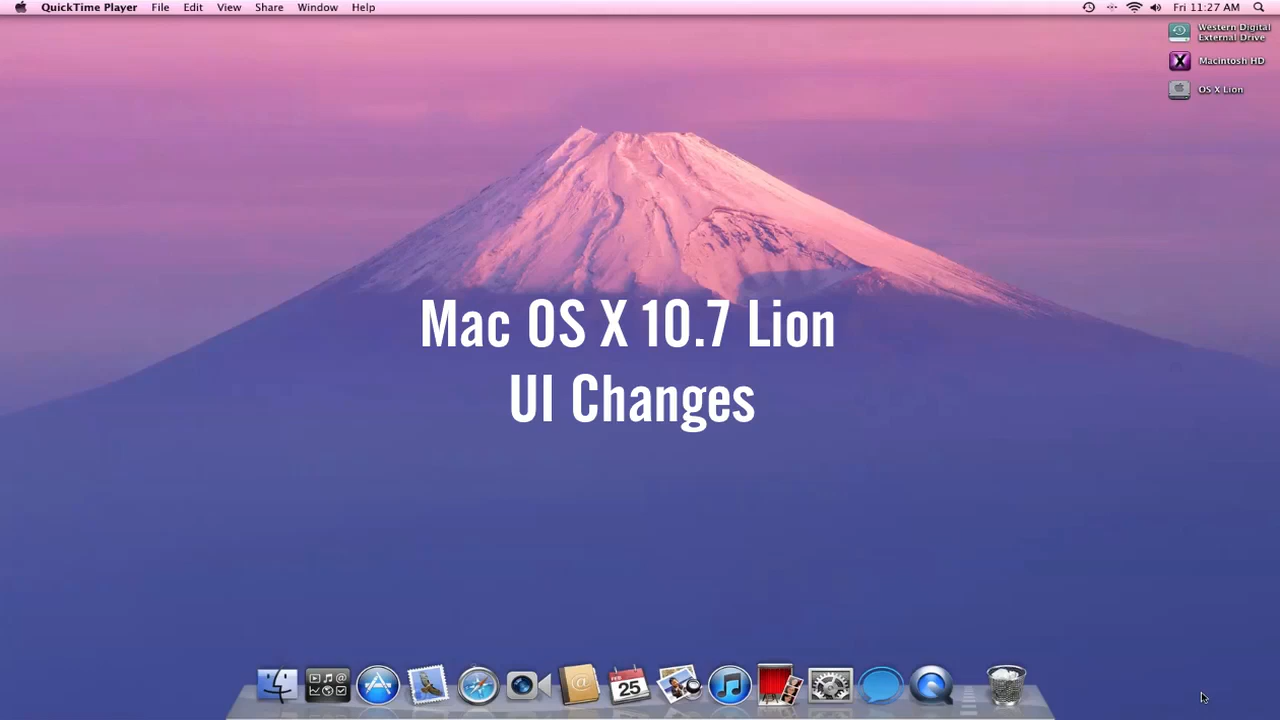 QuickTime Player File Edit View Share Window Help Fri 11:27 AM
Western Digital
External Drive
Macintosh HD
OS X Lion
Mac OS X 10.7 Lion
UI Changes
FEB
25